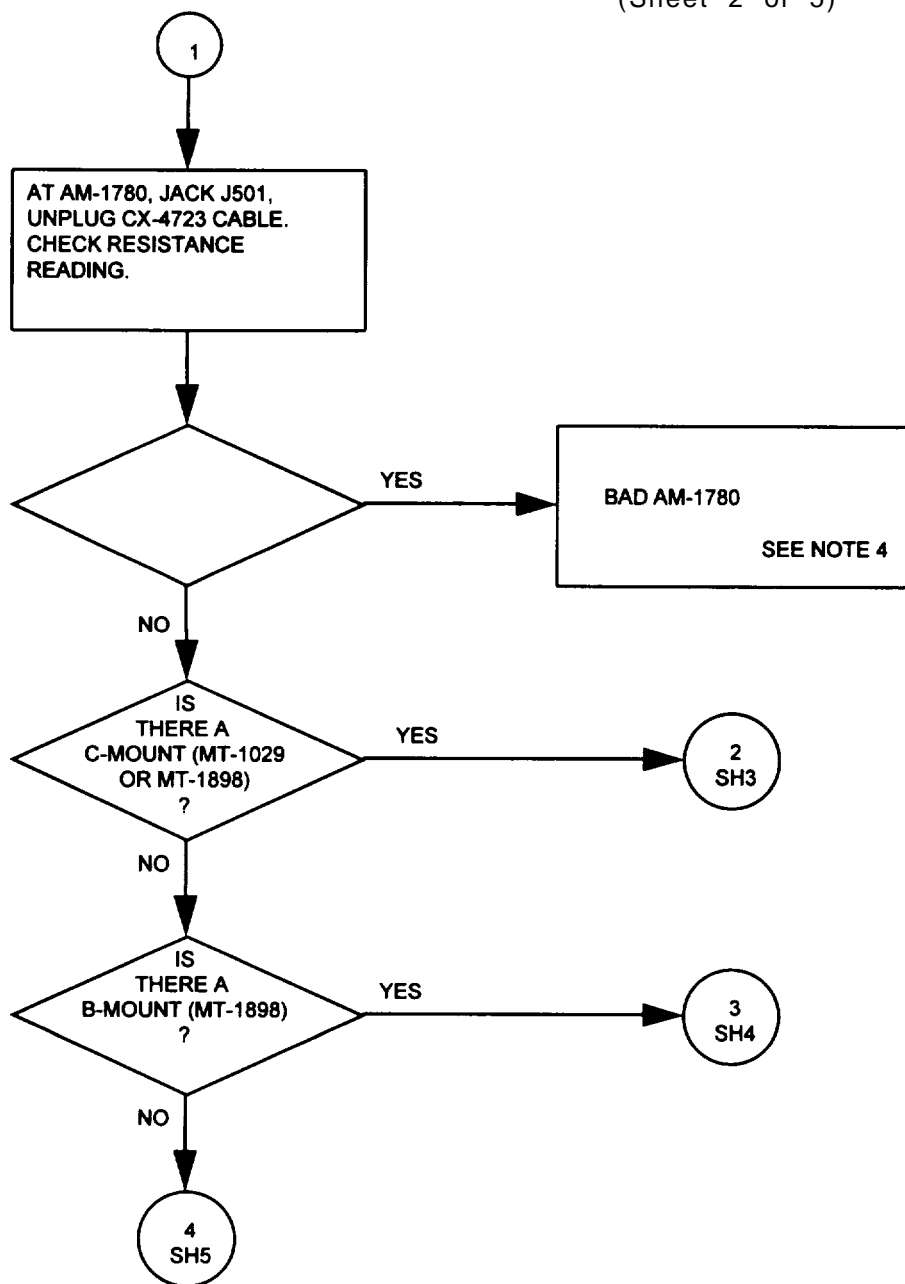 (Sheet 2 of 5)
1
AT AM-1780, JACK J501,
UNPLUG CX-4723 CABLE.
CHECK RESISTANCE
READING.
YES
BAD AM-1780
SEE NOTE 4
NO
IS
THERE A
C-MOUNT (MT-1029
OR MT-1898)
?
YES
2
SH3
NO
IS
THERE A
B-MOUNT (MT-1898)
?
YES
3
SH4
NO
4
SH5